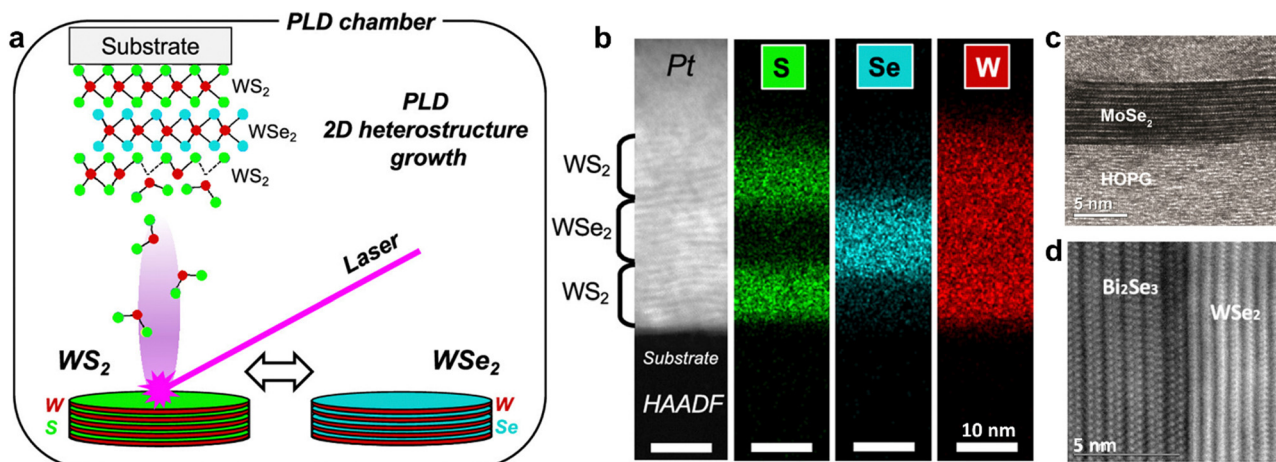 a
PLD chamber
Substrate
WS₂
WSe₂
WS₂
PLD
2D heterostructure
growth
Laser
WS₂
WSe₂
W
S
W
Se
b
Pt
S
Se
W
WS₂
WSe₂
WS₂
Substrate
HAADF
10 nm
c
MoSe₂
HOPG
5 nm
d
Bi₂Se₃
WSe₂
5 nm